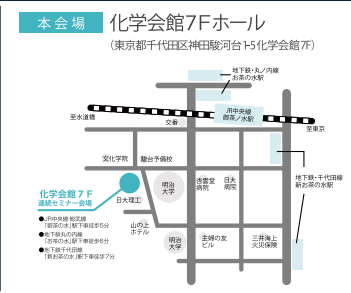 本会場
化学会館7Fホール
(東京都千代田区神田駿河台1-5化学会館7F)
地下鉄・丸ノ内線
お茶の水駅
至水道橋
JR中央線
御茶ノ水駅
交番
至東京
文化学院
駿台予備校
地下鉄・千代田線
新お茶の水駅
化学会館7F
連続セミナー会場
明治
大学
杏雲堂
病院
日大
病院
日大理工
●JR中央線・総武線
「御茶の水」駅下車徒歩5分
●地下鉄丸の内線
「お茶の水」駅下車徒歩6分
●地下鉄千代田線
「新お茶の水」駅下車徒歩7分
山の上
ホテル
明治
大学
主婦の友
ビル
三井海上
火災保険